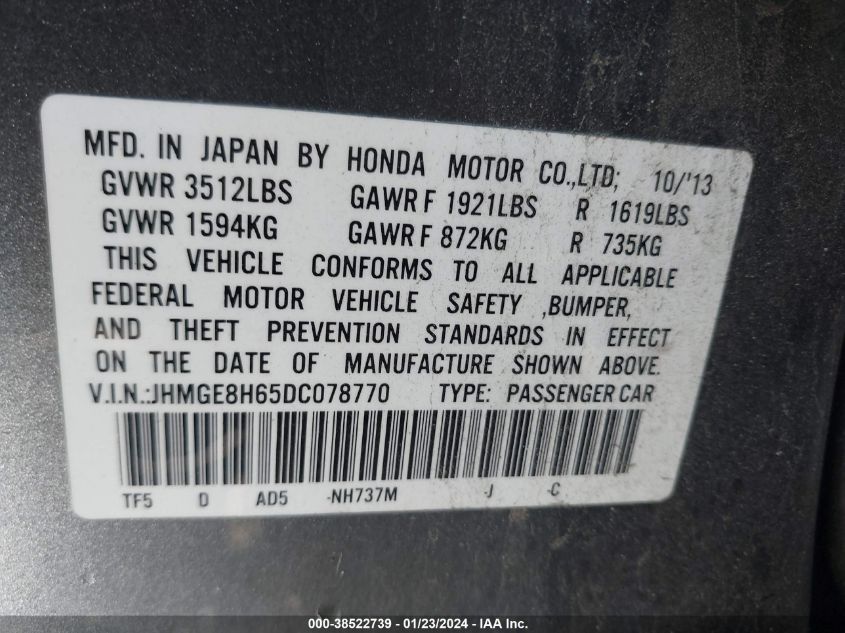 MFD. IN JAPAN BY HONDA MOTOR CO.,LTD; 10/'13
GVWR 3512LBS GAWR F 1921LBS R 1619LBS
GVWR 1594KG GAWR F 872KG R 735KG
THIS VEHICLE CONFORMS TO ALL APPLICABLE
FEDERAL MOTOR VEHICLE SAFETY ,BUMPER,
AND THEFT PREVENTION STANDARDS IN EFFECT
ON THE DATE OF MANUFACTURE SHOWN ABOVE.
V.I.N.:JHMGE8H65DC078770 TYPE: PASSENGER CAR
TF5 D AD5 -NH737M -J -C
000-38522739 - 01/23/2024 - IAA Inc.